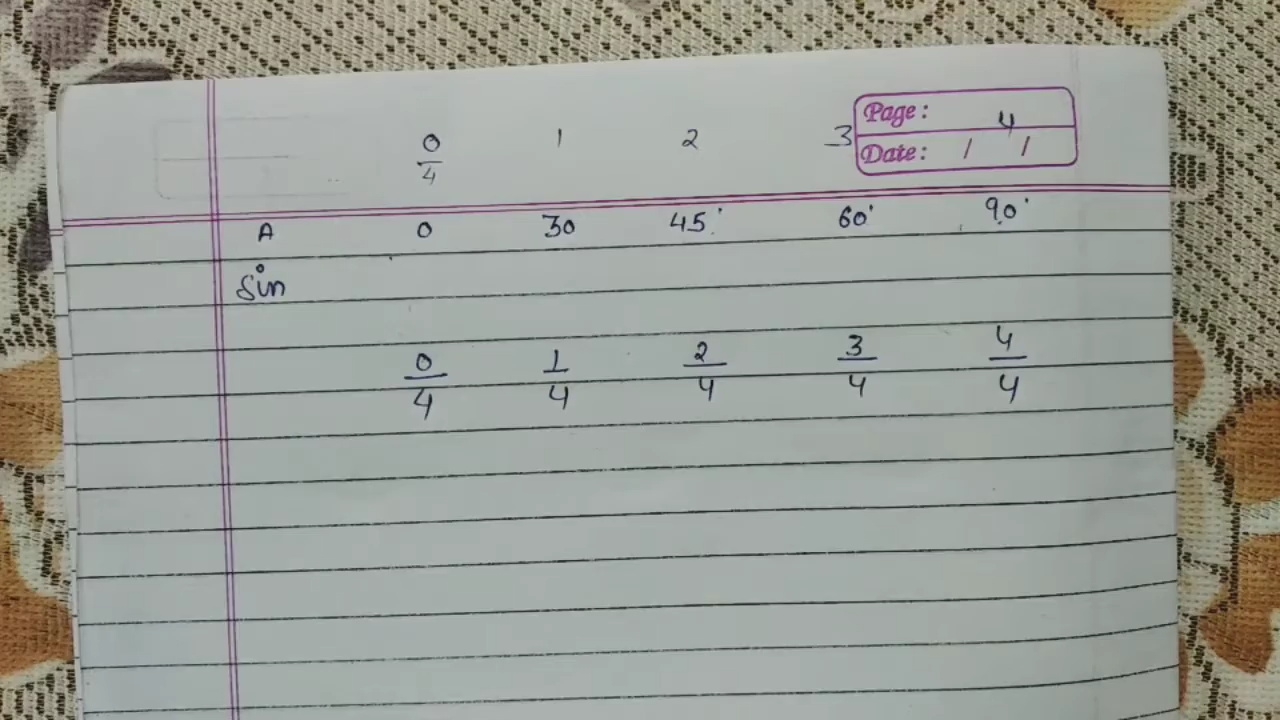 Page: 4
0/4 1 2 3
Date: / /
A 0 30 45° 60° 90°
Sin
0/4 1/4 2/4 3/4 4/4